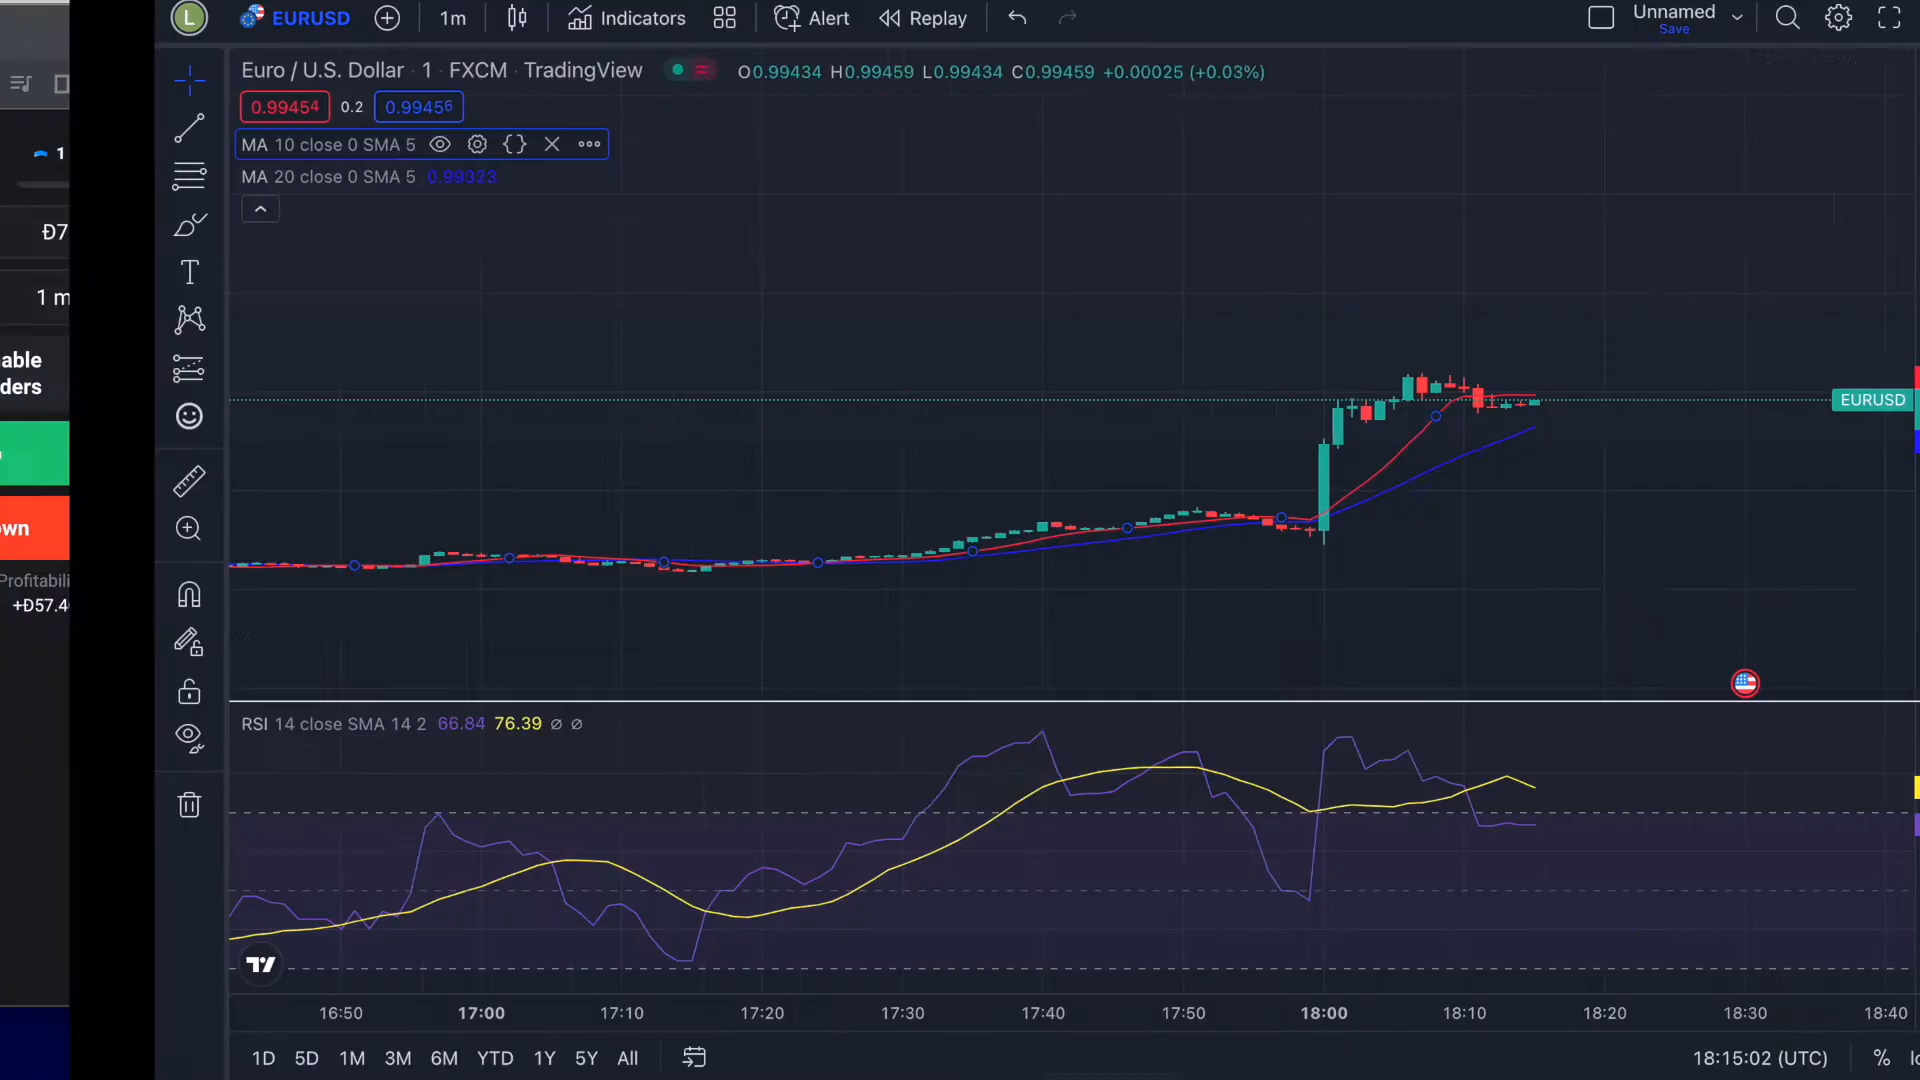 L EURUSD 1m Indicators Alert Replay Unnamed
Save
Euro / U.S. Dollar · 1 · FXCM · TradingView O0.99434 H0.99459 L0.99434 C0.99459 +0.00025 (+0.03%)
0.99454 0.2 0.99456
MA 10 close 0 SMA 5
MA 20 close 0 SMA 5 0.99323
1
Đ7
1 m
able
ders
wn
Profitabili
+Đ57.4
EURUSD
RSI 14 close SMA 14 2 66.84 76.39 ∅ ∅
16:50 17:00 17:10 17:20 17:30 17:40 17:50 18:00 18:10 18:20 18:30 18:40
1D 5D 1M 3M 6M YTD 1Y 5Y All 18:15:02 (UTC) %